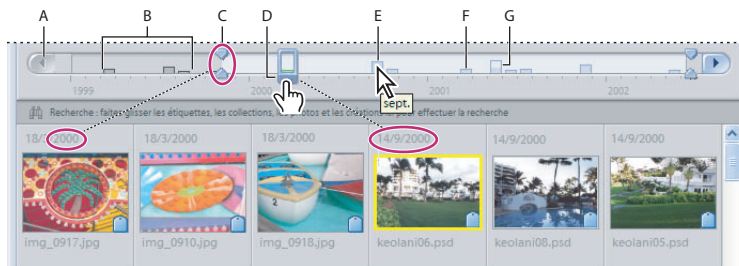 A B C D E F G
1999 2000 2001 2002
sept.
Recherche : faites glisser les étiquettes, les collections, les photos et les créations ici pour effectuer la recherche
18/3/2000 18/3/2000 18/3/2000 14/9/2000 14/9/2000 14/9/2000
2
img_0917.jpg img_0910.jpg img_0918.jpg keolani06.psd keolani08.psd keolani05.psd